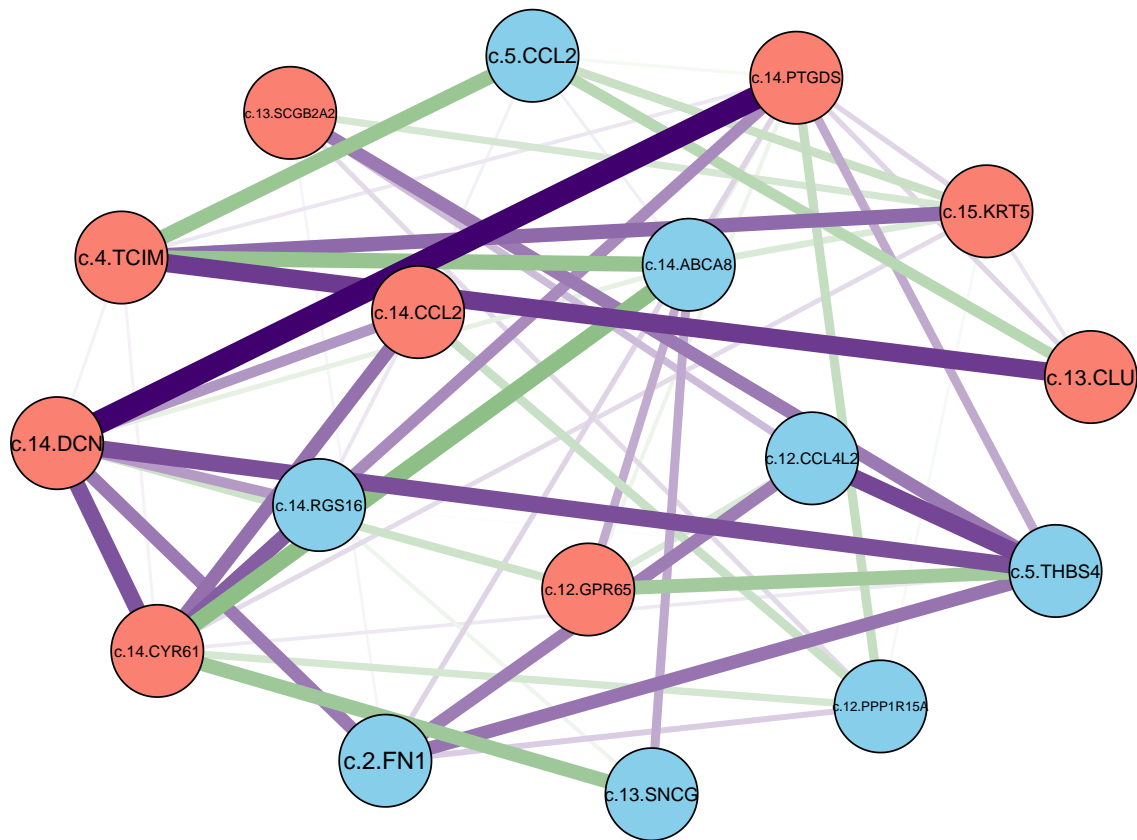 c.5.CCL2
c.14.PTGDS
c.13.SCGB2A2
c.15.KRT5
c.4.TCIM
c.14.ABCA8
c.14.CCL2
c.13.CLU
c.14.DCN
c.12.CCL4L2
c.14.RGS16
c.5.THBS4
c.12.GPR65
c.14.CYR61
c.12.PPP1R15A
c.2.FN1
c.13.SNCG